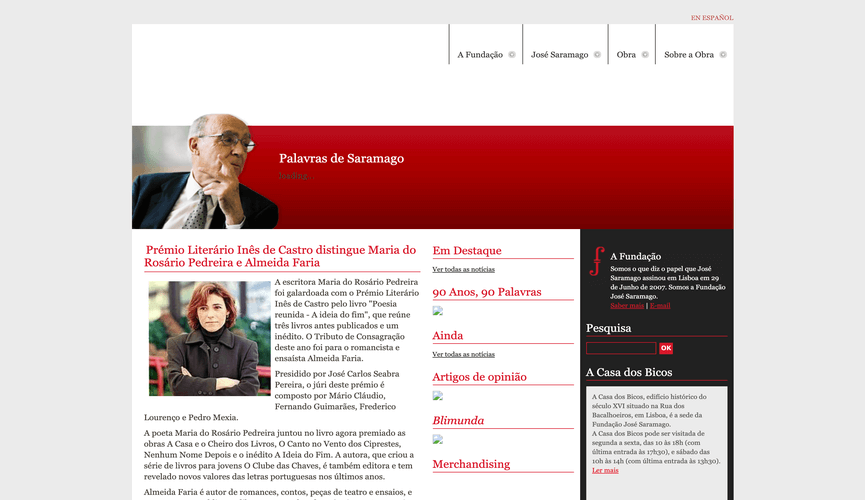 EN ESPAÑOL
A Fundação
José Saramago
Obra
Sobre a Obra
Palavras de Saramago
Prémio Literário Inês de Castro distingue Maria do
Rosário Pedreira e Almeida Faria
A escritora Maria do Rosário Pedreira
foi galardoada com o Prémio Literário
Inês de Castro pelo livro "Poesia
reunida - A ideia do fim", que reúne
três livros antes publicados e um
inédito. O Tributo de Consagração
deste ano foi para o romancista e
ensaísta Almeida Faria.
Presidido por José Carlos Seabra
Pereira, o júri deste prémio é
composto por Mário Cláudio,
Fernando Guimarães, Frederico
Lourenço e Pedro Mexia.
A poeta Maria do Rosário Pedreira juntou no livro agora premiado as
obras A Casa e o Cheiro dos Livros, O Canto no Vento dos Ciprestes,
Nenhum Nome Depois e o inédito A Ideia do Fim. A autora, que criou a
série de livros para jovens O Clube das Chaves, é também editora e tem
revelado novos valores das letras portuguesas nos últimos anos.
Almeida Faria é autor de romances, contos, peças de teatro e ensaios, e
Em Destaque
Ver todas as notícias
90 Anos, 90 Palavras
Ainda
Ver todas as notícias
Artigos de opinião
Blimunda
Merchandising
A Fundação
Somos o que diz o papel que José
Saramago assinou em Lisboa em 29
de Junho de 2007. Somos a Fundação
José Saramago.
Saber mais | E-mail
Pesquisa
OK
A Casa dos Bicos
A Casa dos Bicos, edifício histórico do
século XVI situado na Rua dos
Bacalhoeiros, em Lisboa, é a sede da
Fundação José Saramago.
A Casa dos Bicos pode ser visitada de
segunda a sexta, das 10 às 18h (com
última entrada às 17h30), e sábado das
10h às 14h (com última entrada às 13h30).
Ler mais